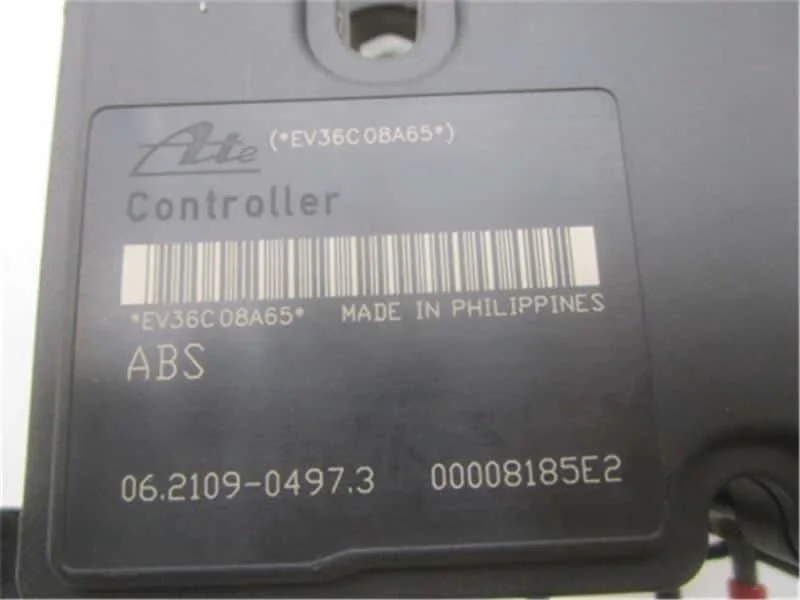 Ate (*EV36C08A65*)
Controller
*EV36C08A65* MADE IN PHILIPPINES
ABS
06.2109-0497.3 00008185E2